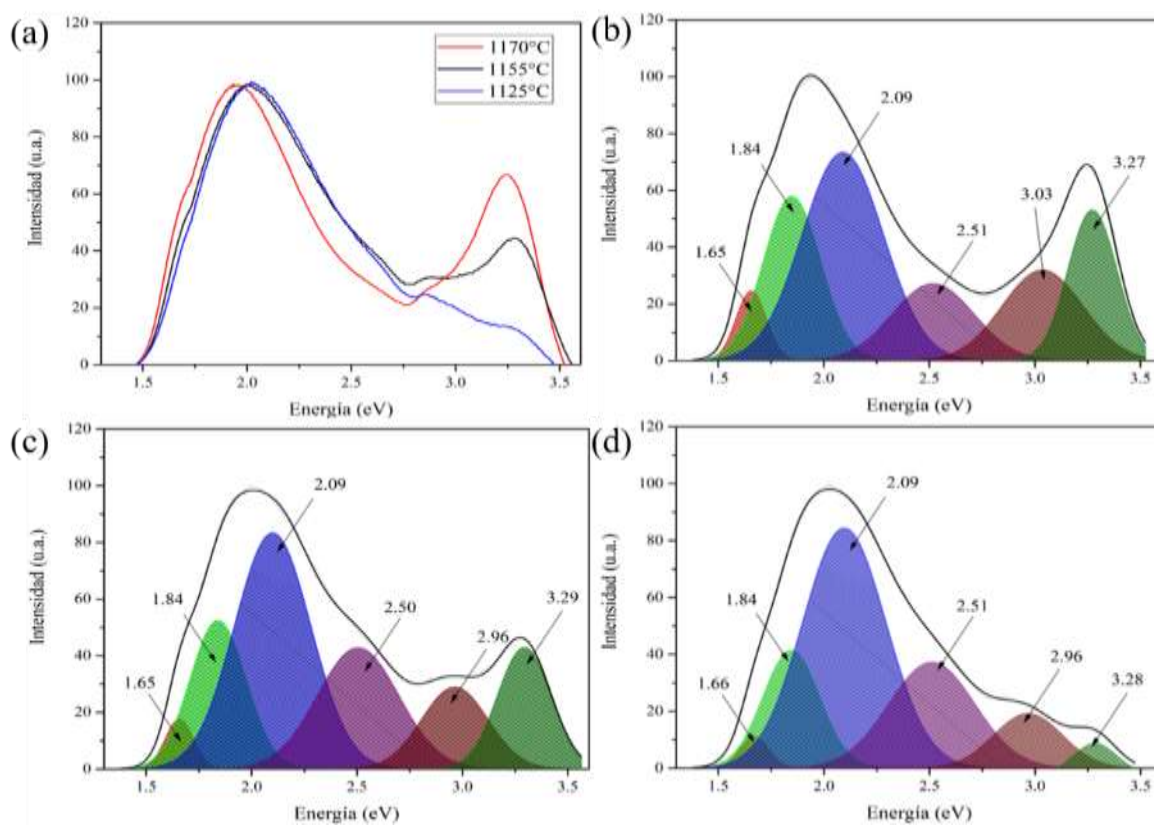 (a)
120
100
80
60
40
20
0
Intensidad (u.a.)
1170°C
1155°C
1125°C
1.5 2.0 2.5 3.0 3.5
Energía (eV)
(b)
120
100
80
60
40
20
0
Intensidad (u.a.)
1.65
1.84
2.09
2.51
3.03
3.27
1.5 2.0 2.5 3.0 3.5
Energía (eV)
(c)
120
100
80
60
40
20
0
Intensidad (u.a.)
1.65
1.84
2.09
2.50
2.96
3.29
1.5 2.0 2.5 3.0 3.5
Energía (eV)
(d)
120
100
80
60
40
20
0
Intensidad (u.a.)
1.66
1.84
2.09
2.51
2.96
3.28
1.5 2.0 2.5 3.0 3.5
Energía (eV)